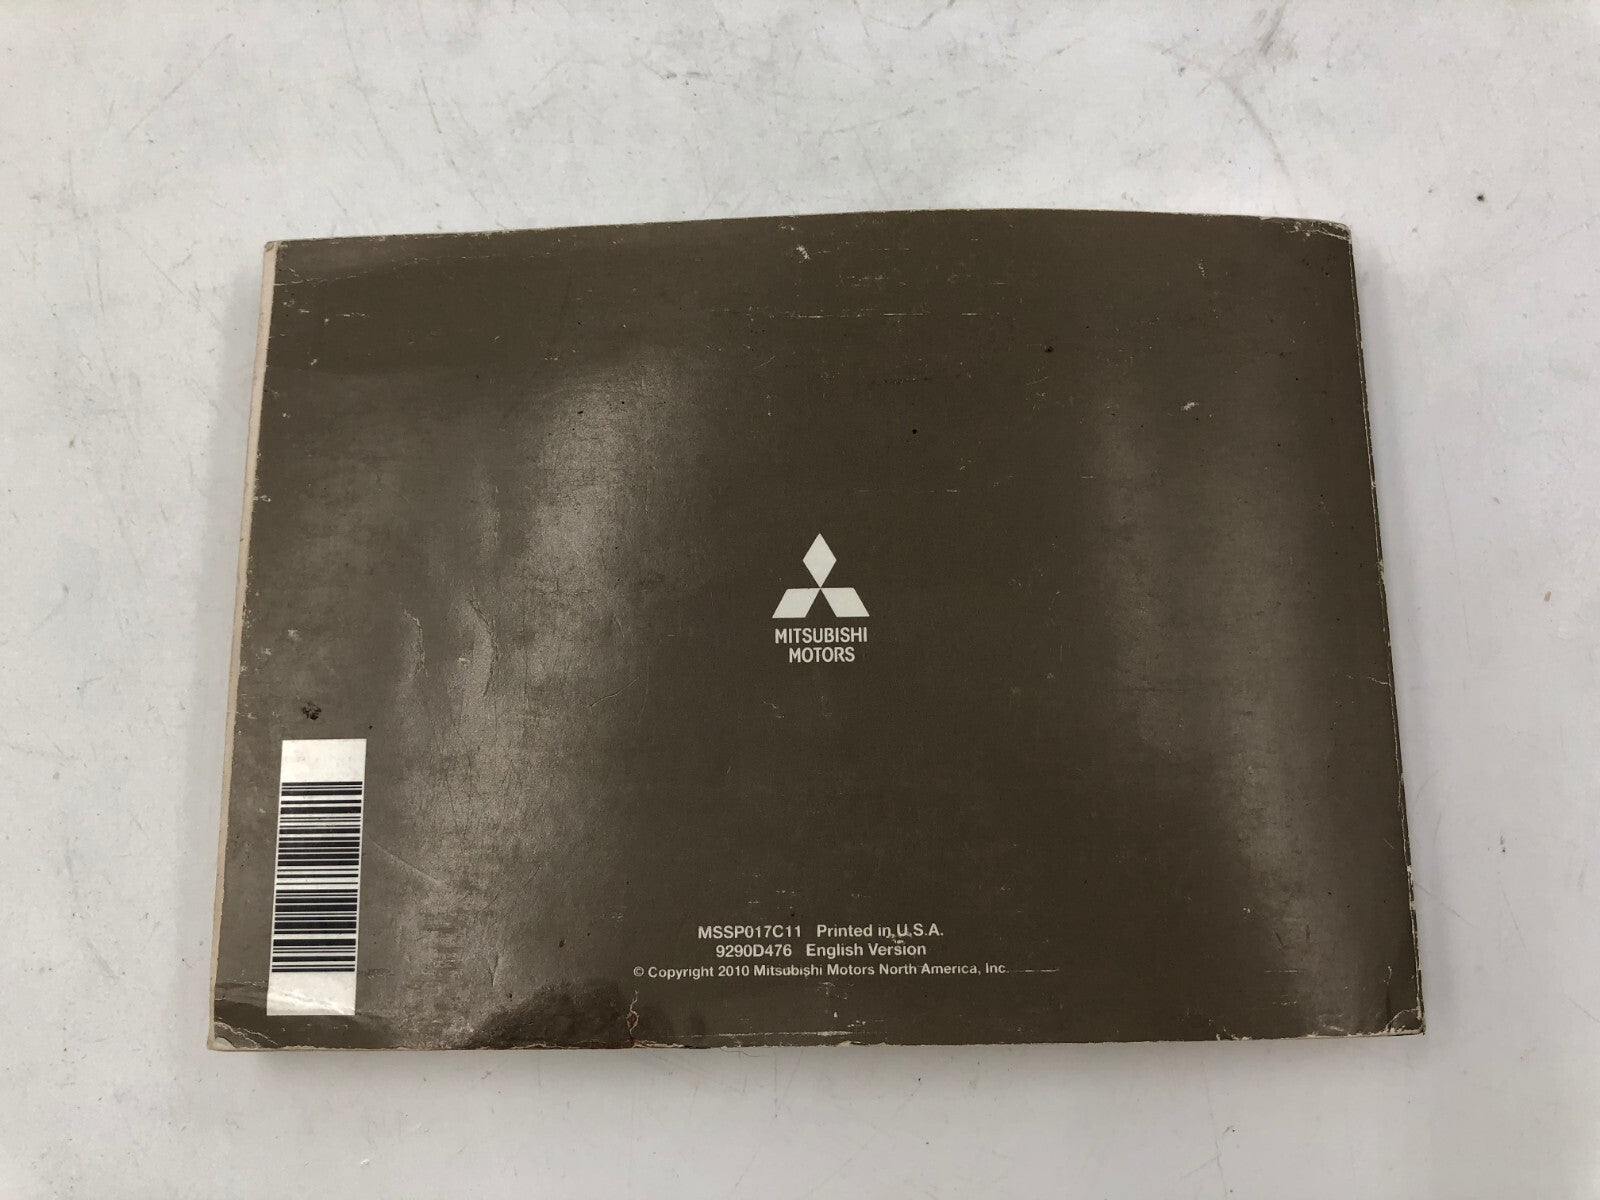 MITSUBISHI
MOTORS
MSSP017C11 Printed in U.S.A.
9290D476 English Version
© Copyright 2010 Mitsubishi Motors North America, Inc.